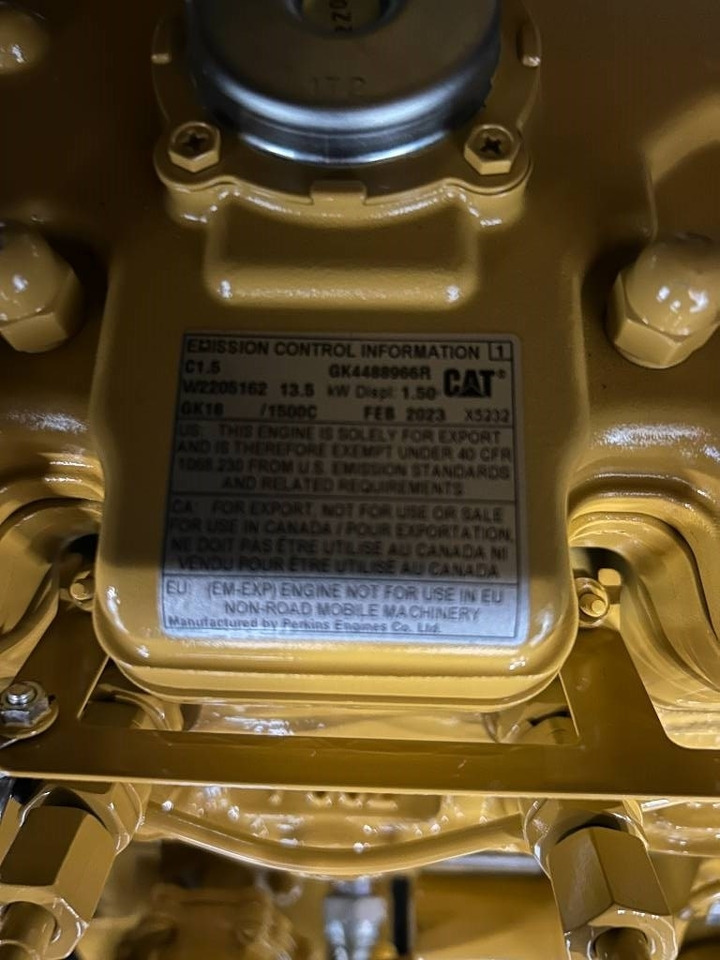 17.2
EMISSION CONTROL INFORMATION 1
C1.5 GK4488966R
W2205162 13.5 kW Displ: 1.50 CAT®
GK18 /1500C FEB 2023 X5232
US: THIS ENGINE IS SOLELY FOR EXPORT
AND IS THEREFORE EXEMPT UNDER 40 CFR
1068.230 FROM U.S. EMISSION STANDARDS
AND RELATED REQUIREMENTS
CA: FOR EXPORT. NOT FOR USE OR SALE
FOR USE IN CANADA / POUR EXPORTATION,
NE DOIT PAS ÊTRE UTILISÉ AU CANADA NI
VENDU POUR ÊTRE UTILISÉ AU CANADA
EU: (EM-EXP) ENGINE NOT FOR USE IN EU
NON-ROAD MOBILE MACHINERY
Manufactured by Perkins Engines Co. Ltd.